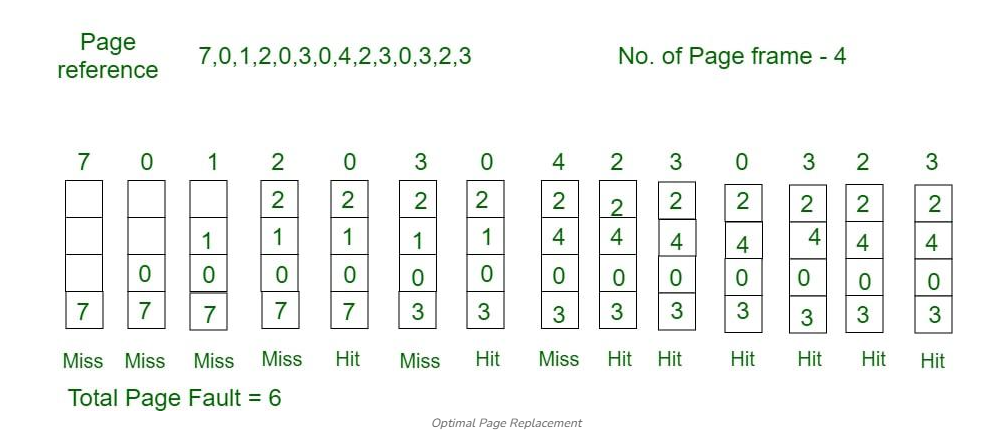 Page
reference
7,0,1,2,0,3,0,4,2,3,0,3,2,3
No. of Page frame - 4
7 0 1 2 0 3 0 4 2 3 0 3 2 3
2 2 2 2 2 2 2 2 2 2 2
1 1 1 1 1 4 4 4 4 4 4 4
0 0 0 0 0 0 0 0 0 0 0 0 0
7 7 7 7 7 3 3 3 3 3 3 3 3 3
Miss Miss Miss Miss Hit Miss Hit Miss Hit Hit Hit Hit Hit Hit
Total Page Fault = 6
Optimal Page Replacement